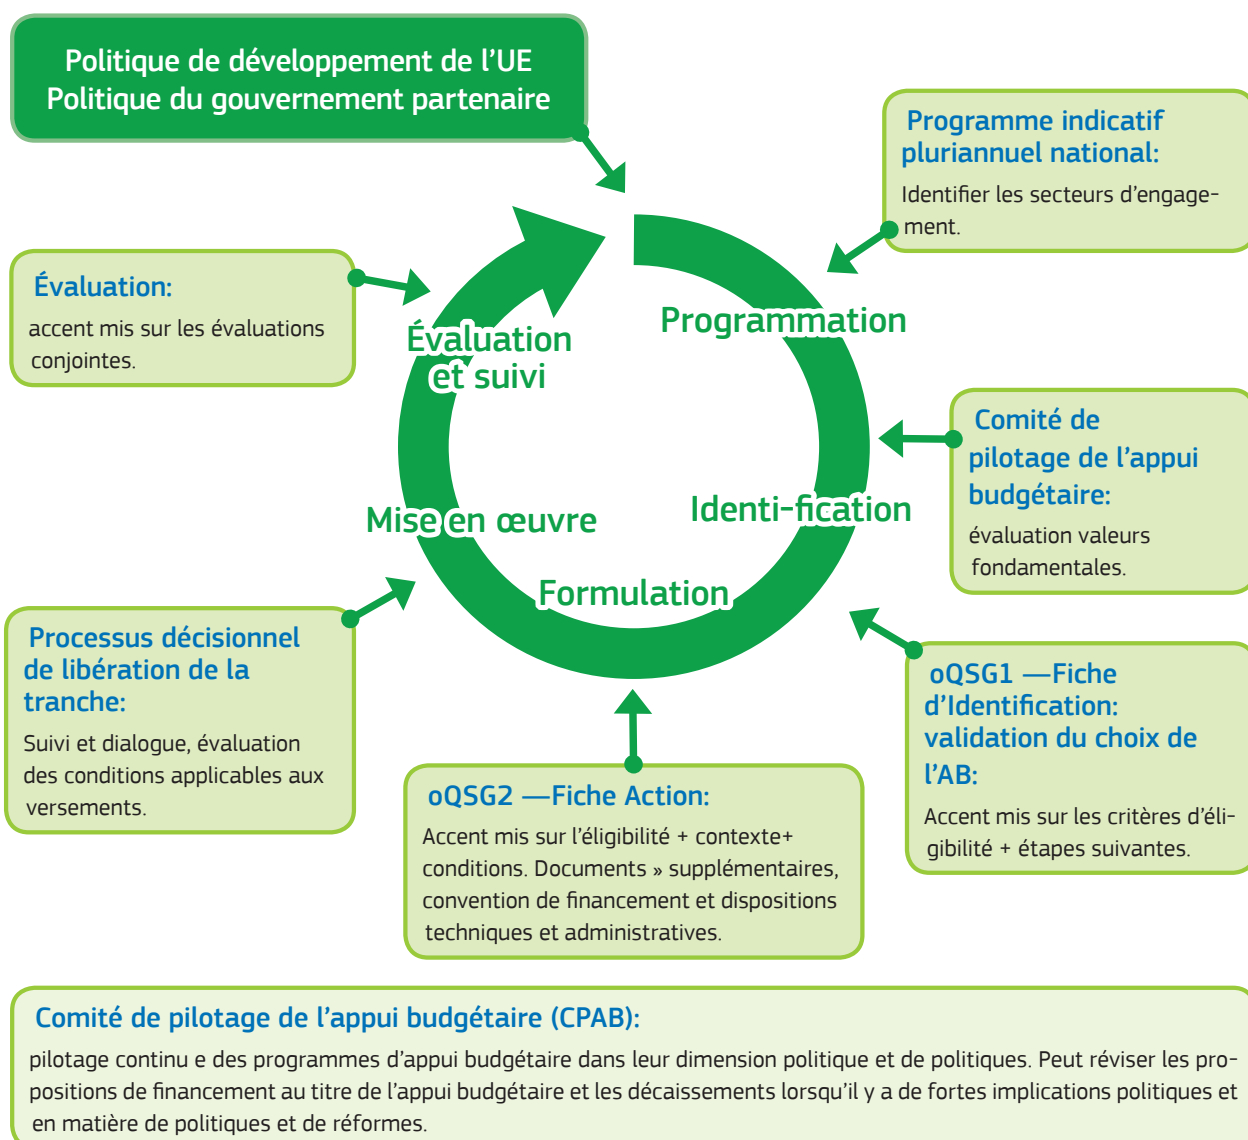 Politique de développement de l'UE
Politique du gouvernement partenaire
Programme indicatif
pluriannuel national:
Identifier les secteurs d'engage-
ment.
Évaluation:
accent mis sur les évaluations
conjointes.
Programmation
Évaluation
et suivi
Comité de
pilotage de l'appui
budgétaire:
évaluation valeurs
fondamentales.
Identi-fication
Mise en œuvre
Formulation
Processus décisionnel
de libération de la
tranche:
Suivi et dialogue, évaluation
des conditions applicables aux
versements.
oQSG1 —Fiche
d'Identification:
validation du choix de
l'AB:
Accent mis sur les critères d'éli-
gibilité + étapes suivantes.
oQSG2 —Fiche Action:
Accent mis sur l'éligibilité + contexte+
conditions. Documents » supplémentaires,
convention de financement et dispositions
techniques et administratives.
Comité de pilotage de l'appui budgétaire (CPAB):
pilotage continu e des programmes d'appui budgétaire dans leur dimension politique et de politiques. Peut réviser les pro-
positions de financement au titre de l'appui budgétaire et les décaissements lorsqu'il y a de fortes implications politiques et
en matière de politiques et de réformes.